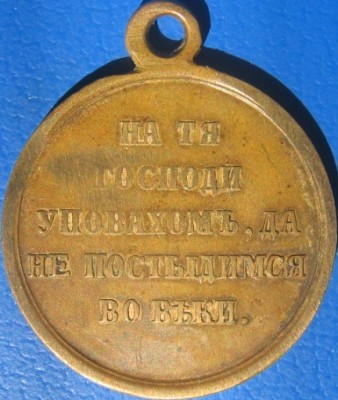 НА ТЯ
ГОСПОДИ
УПОВАХОМЪ, ДА
НЕ ПОСТЫДИМСЯ
ВО ВѢКИ.